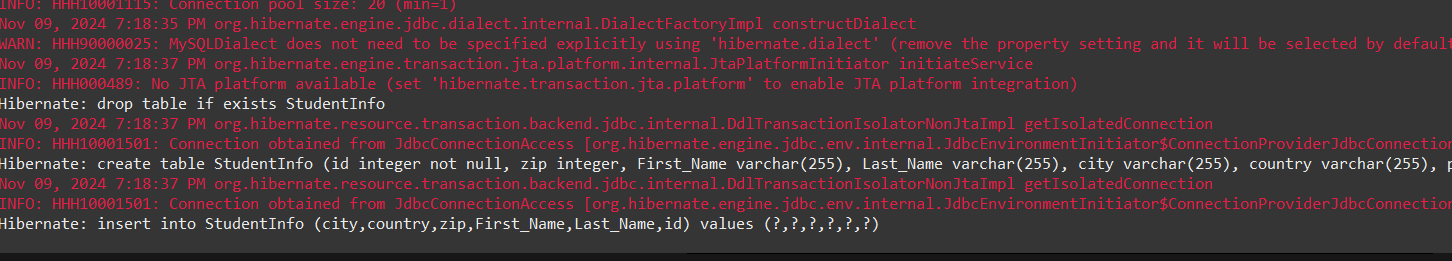 INFO: HHH10001115: Connection pool size: 20 (min=1)
Nov 09, 2024 7:18:35 PM org.hibernate.engine.jdbc.dialect.internal.DialectFactoryImpl constructDialect
WARN: HHH90000025: MySQLDialect does not need to be specified explicitly using 'hibernate.dialect' (remove the property setting and it will be selected by defaul
Nov 09, 2024 7:18:37 PM org.hibernate.engine.transaction.jta.platform.internal.JtaPlatformInitiator initiateService
INFO: HHH000489: No JTA platform available (set 'hibernate.transaction.jta.platform' to enable JTA platform integration)
Hibernate: drop table if exists StudentInfo
Nov 09, 2024 7:18:37 PM org.hibernate.resource.transaction.backend.jdbc.internal.DdlTransactionIsolatorNonJtaImpl getIsolatedConnection
INFO: HHH10001501: Connection obtained from JdbcConnectionAccess [org.hibernate.engine.jdbc.env.internal.JdbcEnvironmentInitiator$ConnectionProviderJdbcConnection
Hibernate: create table StudentInfo (id integer not null, zip integer, First_Name varchar(255), Last_Name varchar(255), city varchar(255), country varchar(255), p
Nov 09, 2024 7:18:37 PM org.hibernate.resource.transaction.backend.jdbc.internal.DdlTransactionIsolatorNonJtaImpl getIsolatedConnection
INFO: HHH10001501: Connection obtained from JdbcConnectionAccess [org.hibernate.engine.jdbc.env.internal.JdbcEnvironmentInitiator$ConnectionProviderJdbcConnection
Hibernate: insert into StudentInfo (city,country,zip,First_Name,Last_Name,id) values (?,?,?,?,?,?)